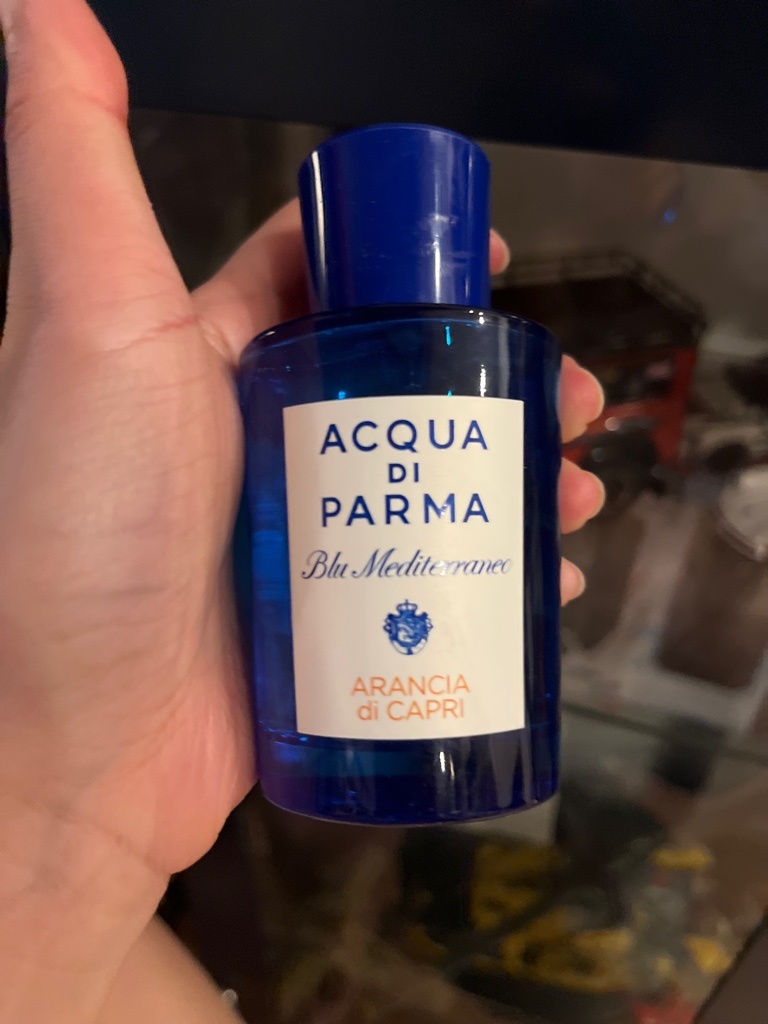 ACQUA
DI
PARMA
Blu Mediterraneo
ARANCIA
di CAPRI